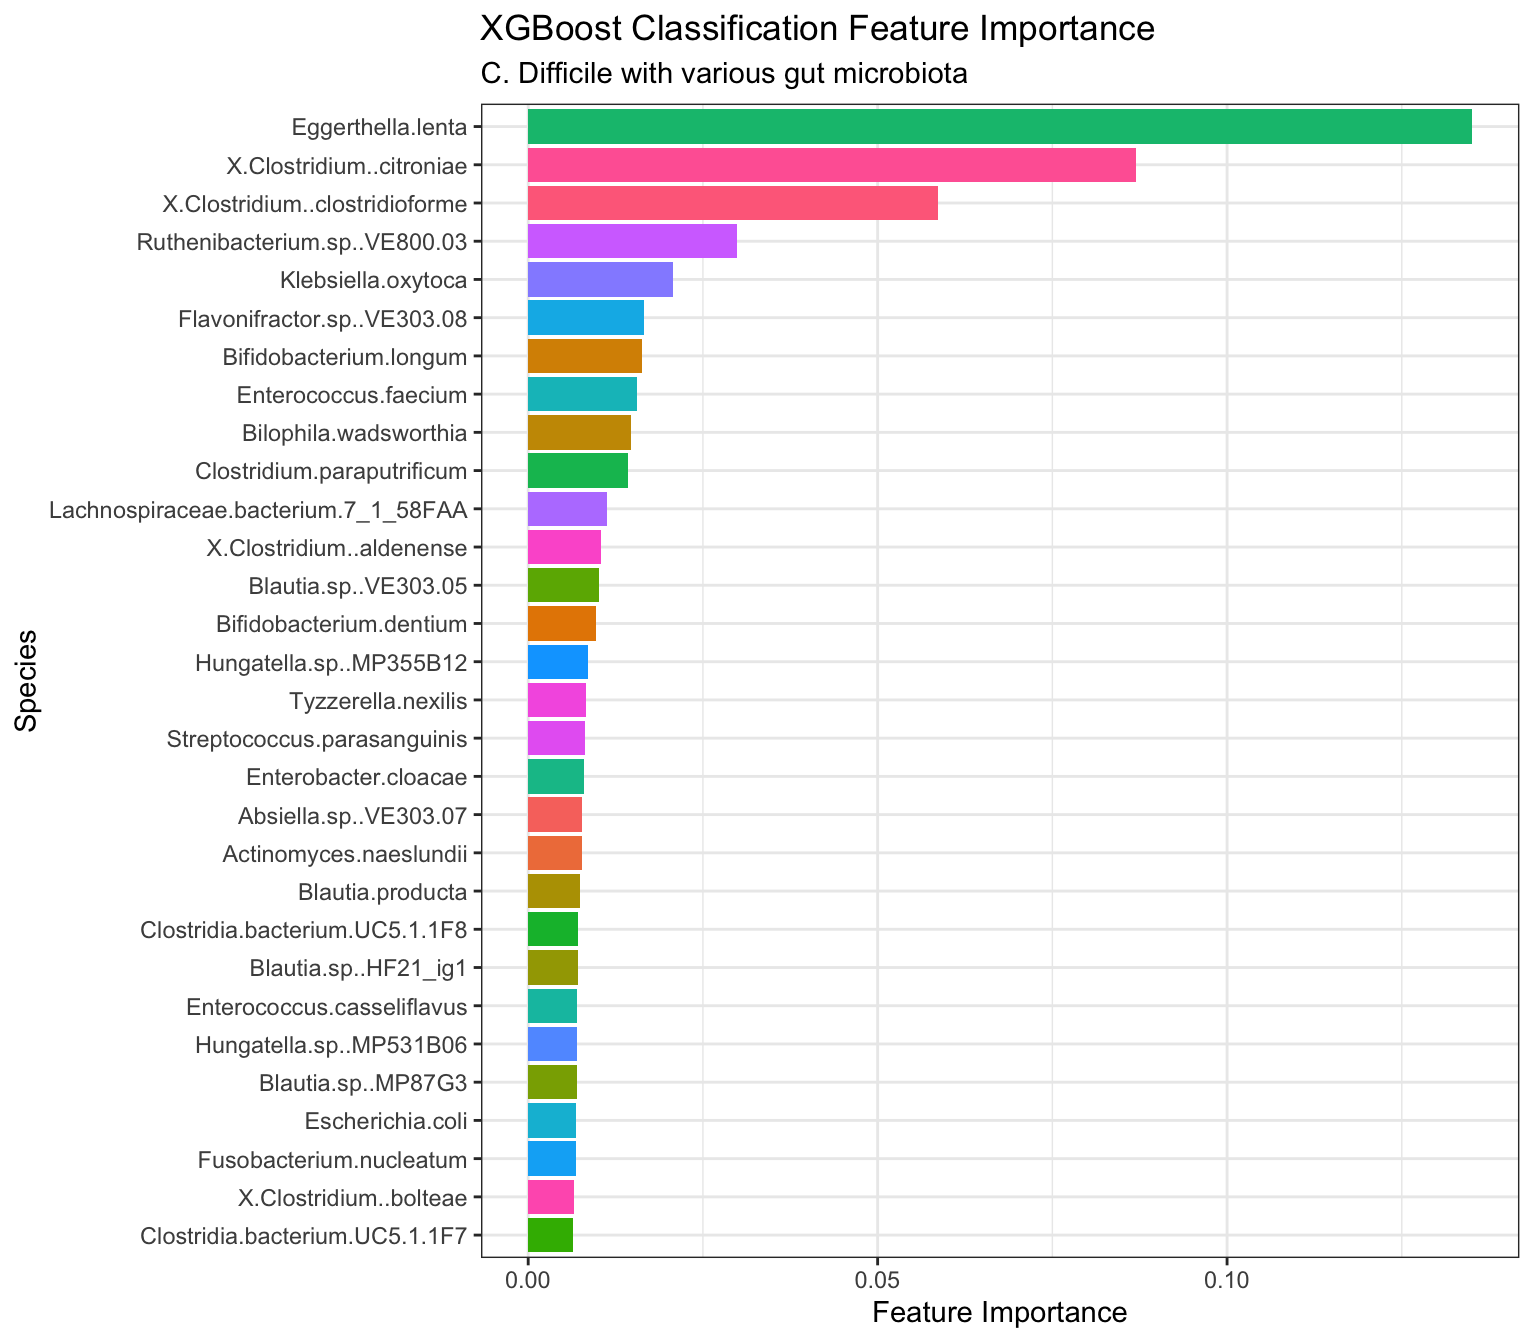 XGBoost Classification Feature Importance
C. Difficile with various gut microbiota
Eggerthella.lenta
X.Clostridium..citroniae
X.Clostridium..clostridioforme
Ruthenibacterium.sp..VE800.03
Klebsiella.oxytoca
Flavonifractor.sp..VE303.08
Bifidobacterium.longum
Enterococcus.faecium
Bilophila.wadsworthia
Clostridium.paraputrificum
Lachnospiraceae.bacterium.7_1_58FAA
X.Clostridium..aldenense
Blautia.sp..VE303.05
Bifidobacterium.dentium
Hungatella.sp..MP355B12
Tyzzerella.nexilis
Streptococcus.parasanguinis
Enterobacter.cloacae
Absiella.sp..VE303.07
Actinomyces.naeslundii
Blautia.producta
Clostridia.bacterium.UC5.1.1F8
Blautia.sp..HF21_ig1
Enterococcus.casseliflavus
Hungatella.sp..MP531B06
Blautia.sp..MP87G3
Escherichia.coli
Fusobacterium.nucleatum
X.Clostridium..bolteae
Clostridia.bacterium.UC5.1.1F7
Species
0.00 0.05 0.10
Feature Importance